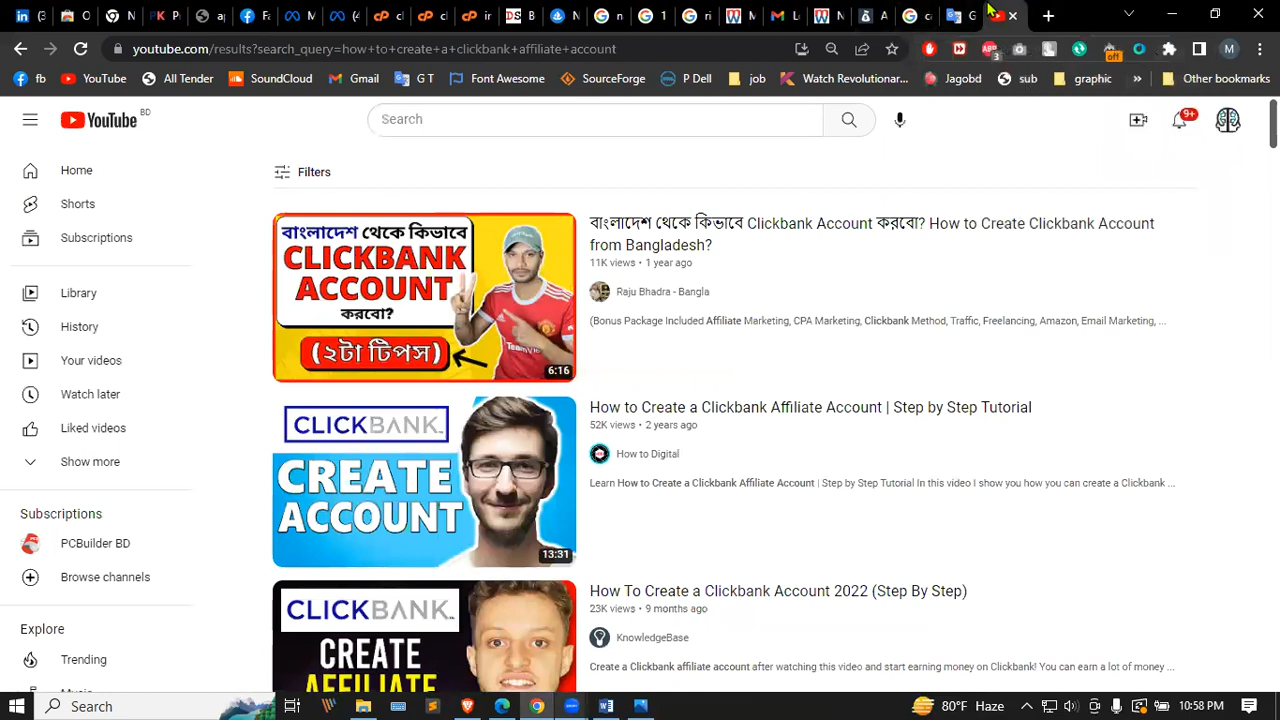 youtube.com/results?search_query=how+to+create+a+clickbank+affiliate+account
off
M
fb
YouTube
All Tender
SoundCloud
Gmail
G T
Font Awesome
SourceForge
P Dell
job
Watch Revolutionar...
Jagobd
sub
graphic
»
Other bookmarks
YouTube BD
Search
9+
Home
Shorts
Subscriptions
Library
History
Your videos
Watch later
Liked videos
Show more
Subscriptions
PCBuilder BD
Browse channels
Explore
Trending
Filters
বাংলাদেশ থেকে কিভাবে
CLICKBANK
ACCOUNT
করবো?
(২টা টিপস)
6:16
বাংলাদেশ থেকে কিভাবে Clickbank Account করবো? How to Create Clickbank Account
from Bangladesh?
11K views • 1 year ago
Raju Bhadra - Bangla
(Bonus Package Included Affiliate Marketing, CPA Marketing, Clickbank Method, Traffic, Freelancing, Amazon, Email Marketing, ...
CLICKBANK
CREATE
ACCOUNT
13:31
How to Create a Clickbank Affiliate Account | Step by Step Tutorial
52K views • 2 years ago
How to Digital
Learn How to Create a Clickbank Affiliate Account | Step by Step Tutorial In this video I show you how you can create a Clickbank ...
CLICKBANK
CREATE
AFFILIATE
How To Create a Clickbank Account 2022 (Step By Step)
23K views • 9 months ago
KnowledgeBase
Create a Clickbank affiliate account after watching this video and start earning money on Clickbank! You can earn a lot of money ...
Search
80°F Haze
10:58 PM